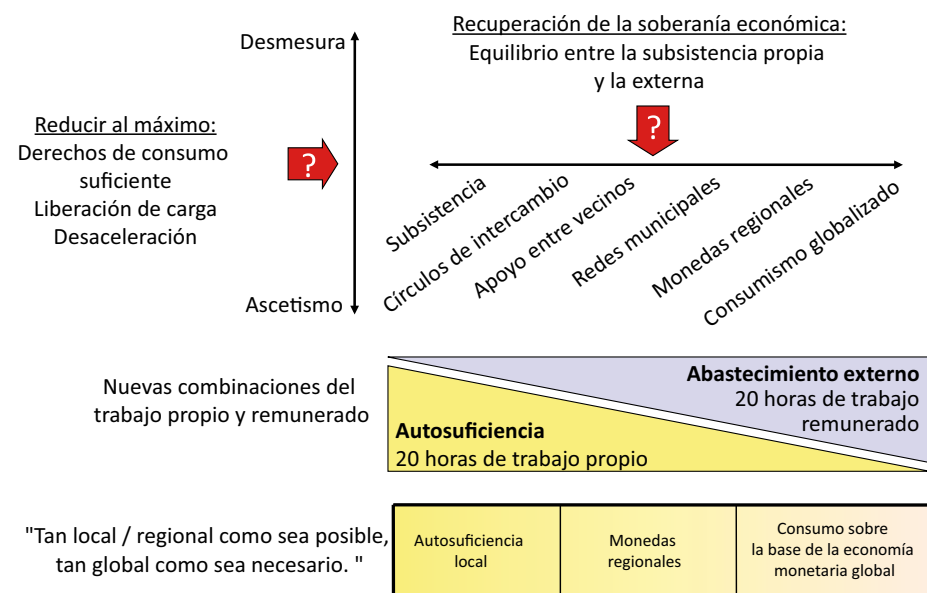 Desmesura
Recuperación de la soberanía económica:
Equilibrio entre la subsistencia propia
y la externa
Reducir al máximo:
Derechos de consumo
suficiente
Liberación de carga
Desaceleración
?
?
Ascetismo
Subsistencia
Círculos de intercambio
Apoyo entre vecinos
Redes municipales
Monedas regionales
Consumismo globalizado
Nuevas combinaciones del
trabajo propio y remunerado
Abastecimiento externo
20 horas de trabajo
remunerado
Autosuficiencia
20 horas de trabajo propio
"Tan local / regional como sea posible,
tan global como sea necesario. "
Autosuficiencia
local
Monedas
regionales
Consumo sobre
la base de la economía
monetaria global